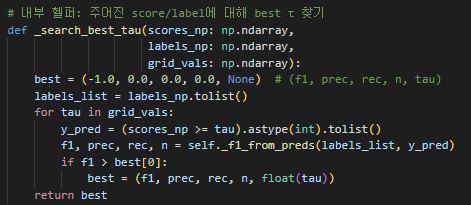 # 내부 헬퍼: 주어진 score/label에 대해 best τ 찾기
def _search_best_tau(scores_np: np.ndarray,
                     labels_np: np.ndarray,
                     grid_vals: np.ndarray):
    best = (-1.0, 0.0, 0.0, 0.0, None)  # (f1, prec, rec, n, tau)
    labels_list = labels_np.tolist()
    for tau in grid_vals:
        y_pred = (scores_np >= tau).astype(int).tolist()
        f1, prec, rec, n = self._f1_from_preds(labels_list, y_pred)
        if f1 > best[0]:
            best = (f1, prec, rec, n, float(tau))
    return best